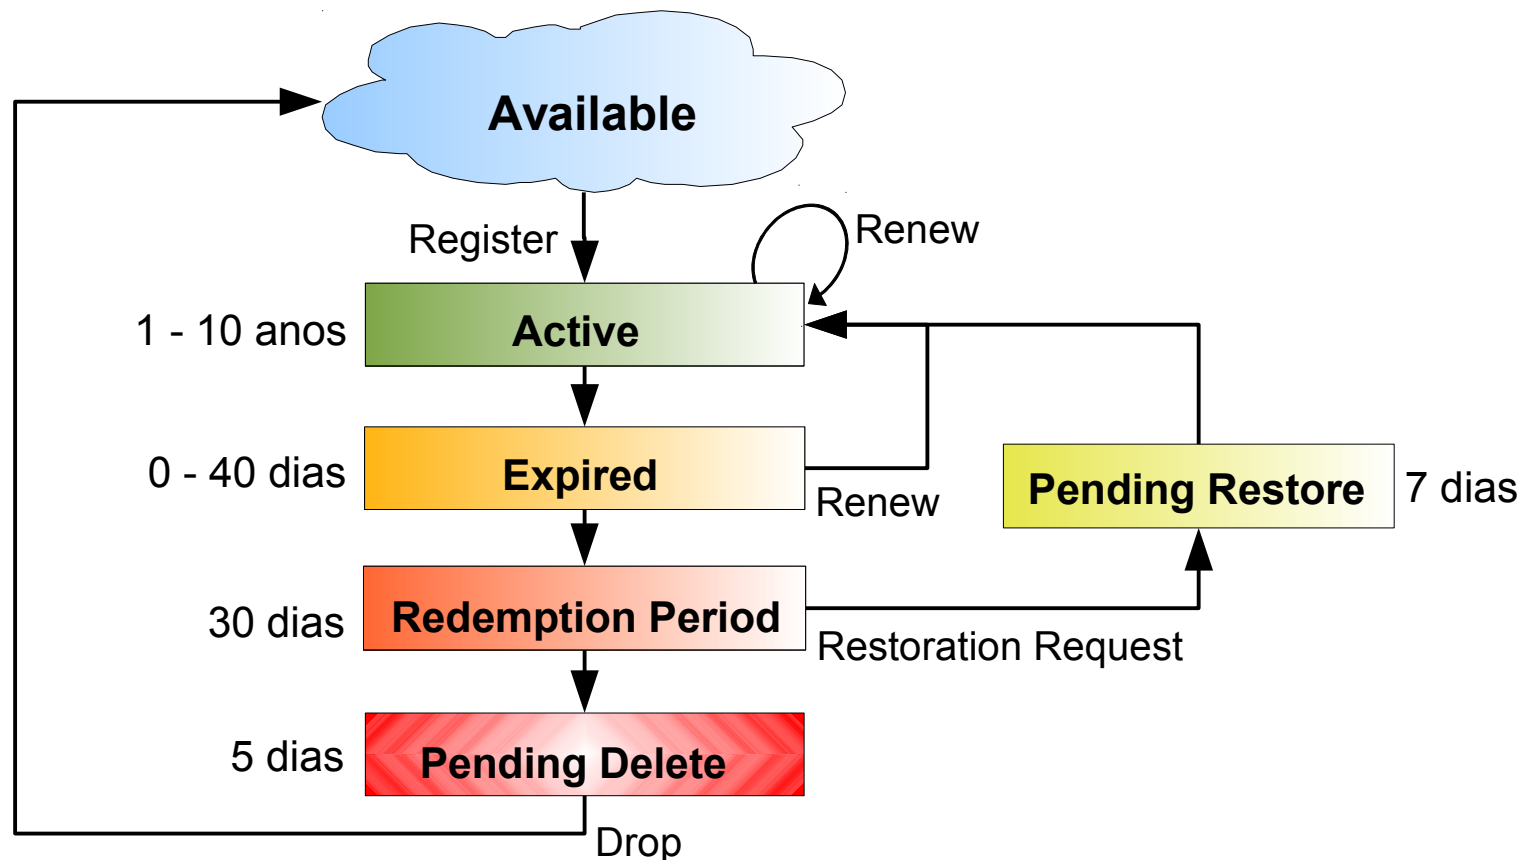 Available
Register
Renew
1 - 10 anos
Active
0 - 40 dias
Expired
Renew
Pending Restore
7 dias
30 dias
Redemption Period
Restoration Request
5 dias
Pending Delete
Drop